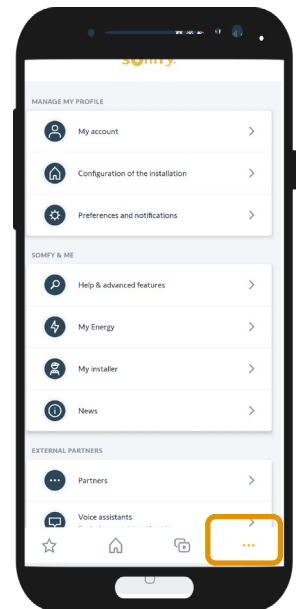 somfy.
MANAGE MY PROFILE
My account
Configuration of the installation
Preferences and notifications
SOMFY & ME
Help & advanced features
My Energy
My installer
News
EXTERNAL PARTNERS
Partners
Voice assistants